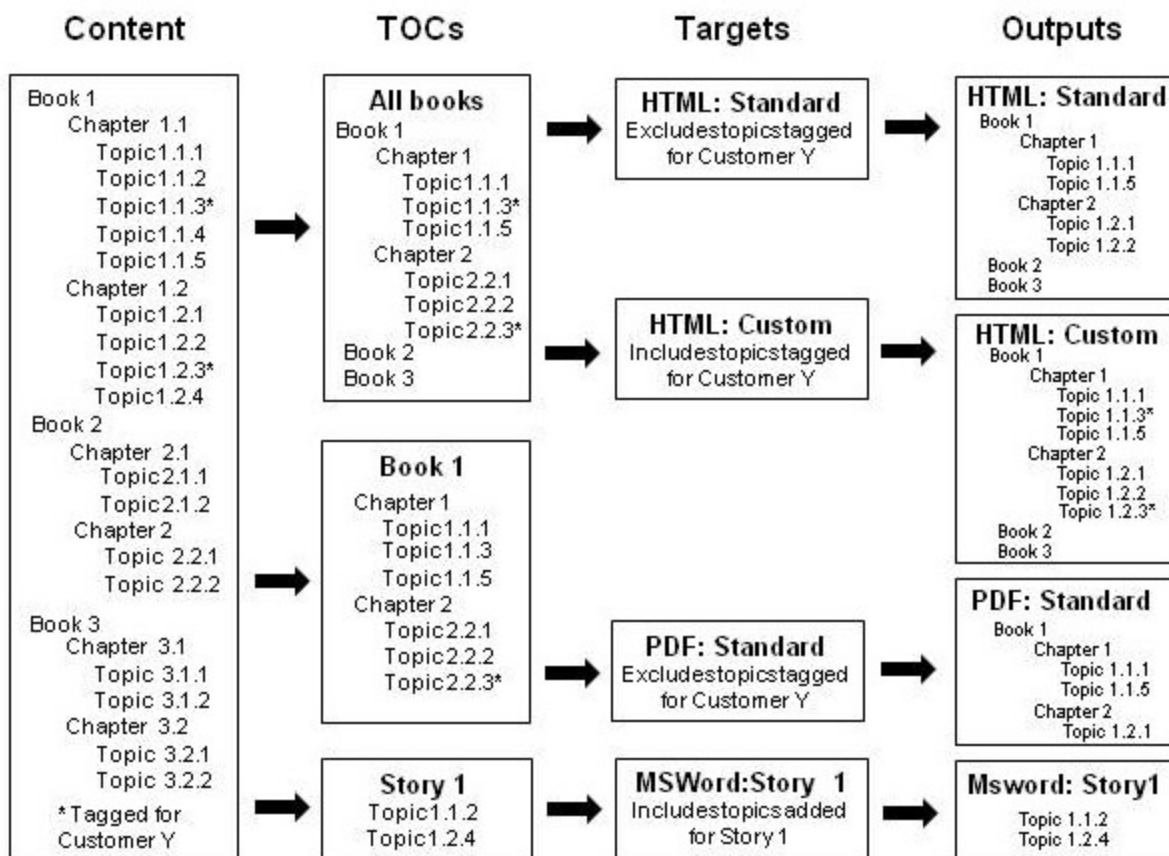 Content
TOCs
Targets
Outputs
Book 1
Chapter 1.1
Topic1.1.1
Topic1.1.2
Topic1.1.3*
Topic1.1.4
Topic1.1.5
Chapter 1.2
Topic1.2.1
Topic1.2.2
Topic1.2.3*
Topic1.2.4
Book 2
Chapter 2.1
Topic2.1.1
Topic2.1.2
Chapter 2
Topic 2.2.1
Topic 2.2.2
Book 3
Chapter 3.1
Topic 3.1.1
Topic 3.1.2
Chapter 3.2
Topic 3.2.1
Topic 3.2.2
*Tagged for
Customer Y
All books
Book 1
Chapter 1
Topic1.1.1
Topic1.1.3*
Topic1.1.5
Chapter 2
Topic2.2.1
Topic2.2.2
Topic2.2.3*
Book 2
Book 3
Book 1
Chapter 1
Topic1.1.1
Topic1.1.3
Topic1.1.5
Chapter 2
Topic2.2.1
Topic2.2.2
Topic2.2.3*
Story 1
Topic1.1.2
Topic1.2.4
HTML: Standard
Excludestopicstagged
for Customer Y
HTML: Custom
Includestopicstagged
for Customer Y
PDF: Standard
Excludestopicstagged
for Customer Y
MSWord:Story 1
Includestopicsadded
for Story 1
HTML: Standard
Book 1
Chapter 1
Topic 1.1.1
Topic 1.1.5
Chapter 2
Topic 1.2.1
Topic 1.2.2
Book 2
Book 3
HTML: Custom
Book 1
Chapter 1
Topic 1.1.1
Topic 1.1.3*
Topic 1.1.5
Chapter 2
Topic 1.2.1
Topic 1.2.2
Topic 1.2.3*
Book 2
Book 3
PDF: Standard
Book 1
Chapter 1
Topic 1.1.1
Topic 1.1.5
Chapter 2
Topic 1.2.1
Msword: Story1
Topic 1.1.2
Topic 1.2.4